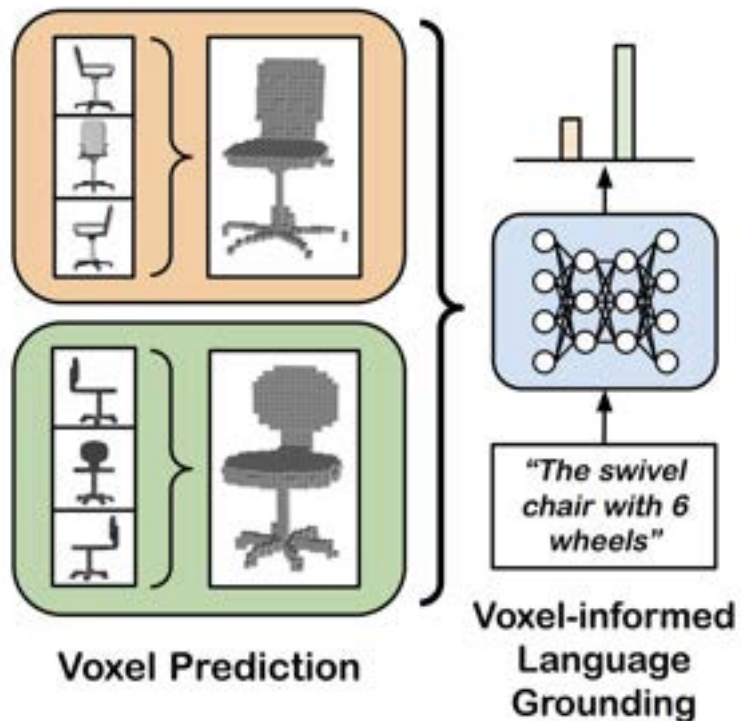 “The swivel
chair with 6
wheels”
Voxel Prediction
Voxel-informed
Language
Grounding